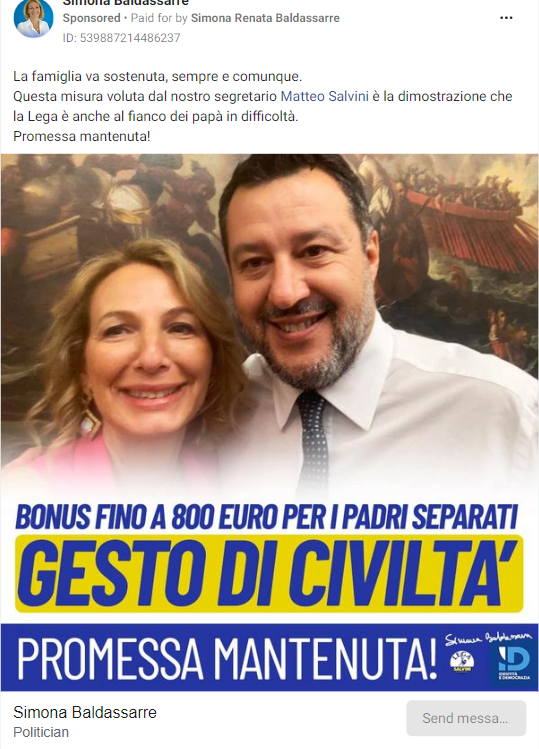 Simona Baldassarre
Sponsored • Paid for by Simona Renata Baldassarre
ID: 539887214486237
La famiglia va sostenuta, sempre e comunque.
Questa misura voluta dal nostro segretario Matteo Salvini è la dimostrazione che
la Lega è anche al fianco dei papà in difficoltà.
Promessa mantenuta!
BONUS FINO A 800 EURO PER I PADRI SEPARATI
GESTO DI CIVILTA'
PROMESSA MANTENUTA!
Simona Baldassarre
LEGA
SALVINI
ID
IDENTITÀ
E DEMOCRAZIA
Simona Baldassarre
Politician
Send messa...